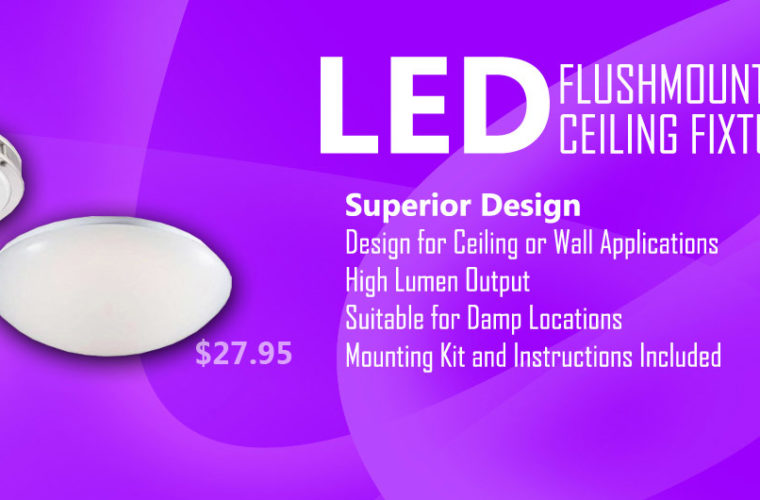 LED FLUSHMOUNT
CEILING FIXTU
Superior Design
Design for Ceiling or Wall Applications
High Lumen Output
Suitable for Damp Locations
$27.95
Mounting Kit and Instructions Included